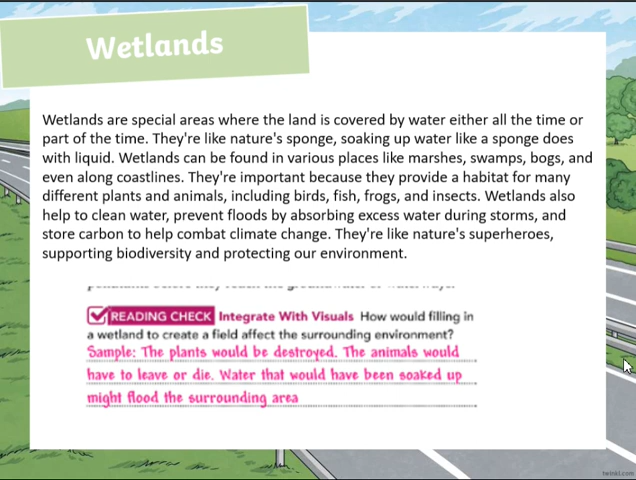 Wetlands
Wetlands are special areas where the land is covered by water either all the time or
part of the time. They're like nature's sponge, soaking up water like a sponge does
with liquid. Wetlands can be found in various places like marshes, swamps, bogs, and
even along coastlines. They're important because they provide a habitat for many
different plants and animals, including birds, fish, frogs, and insects. Wetlands also
help to clean water, prevent floods by absorbing excess water during storms, and
store carbon to help combat climate change. They're like nature's superheroes,
supporting biodiversity and protecting our environment.
READING CHECK Integrate With Visuals How would filling in
a wetland to create a field affect the surrounding environment?
Sample: The plants would be destroyed. The animals would
have to leave or die. Water that would have been soaked up
might flood the surrounding area
twinkl.com